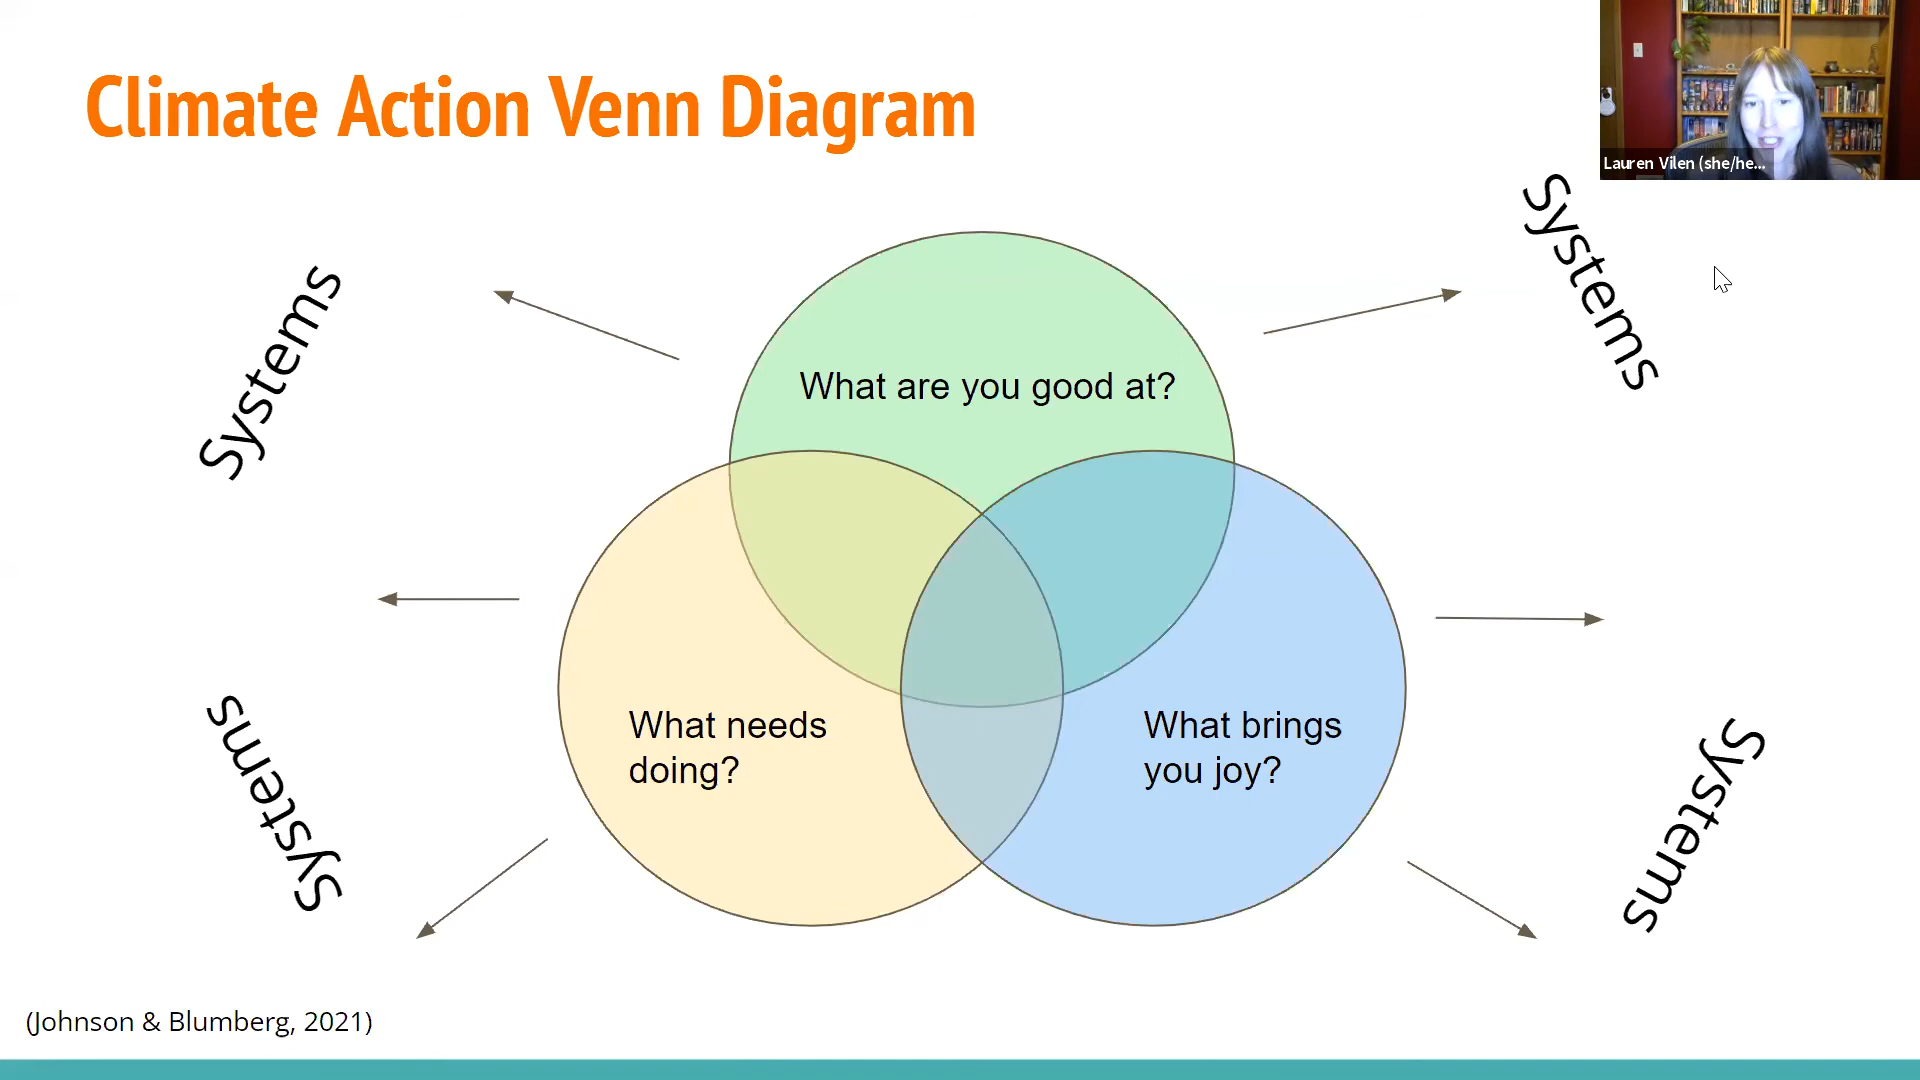 Climate Action Venn Diagram
Lauren Vilen (she/he...
Systems
Systems
What are you good at?
What needs
doing?
What brings
you joy?
Systems
Systems
(Johnson & Blumberg, 2021)